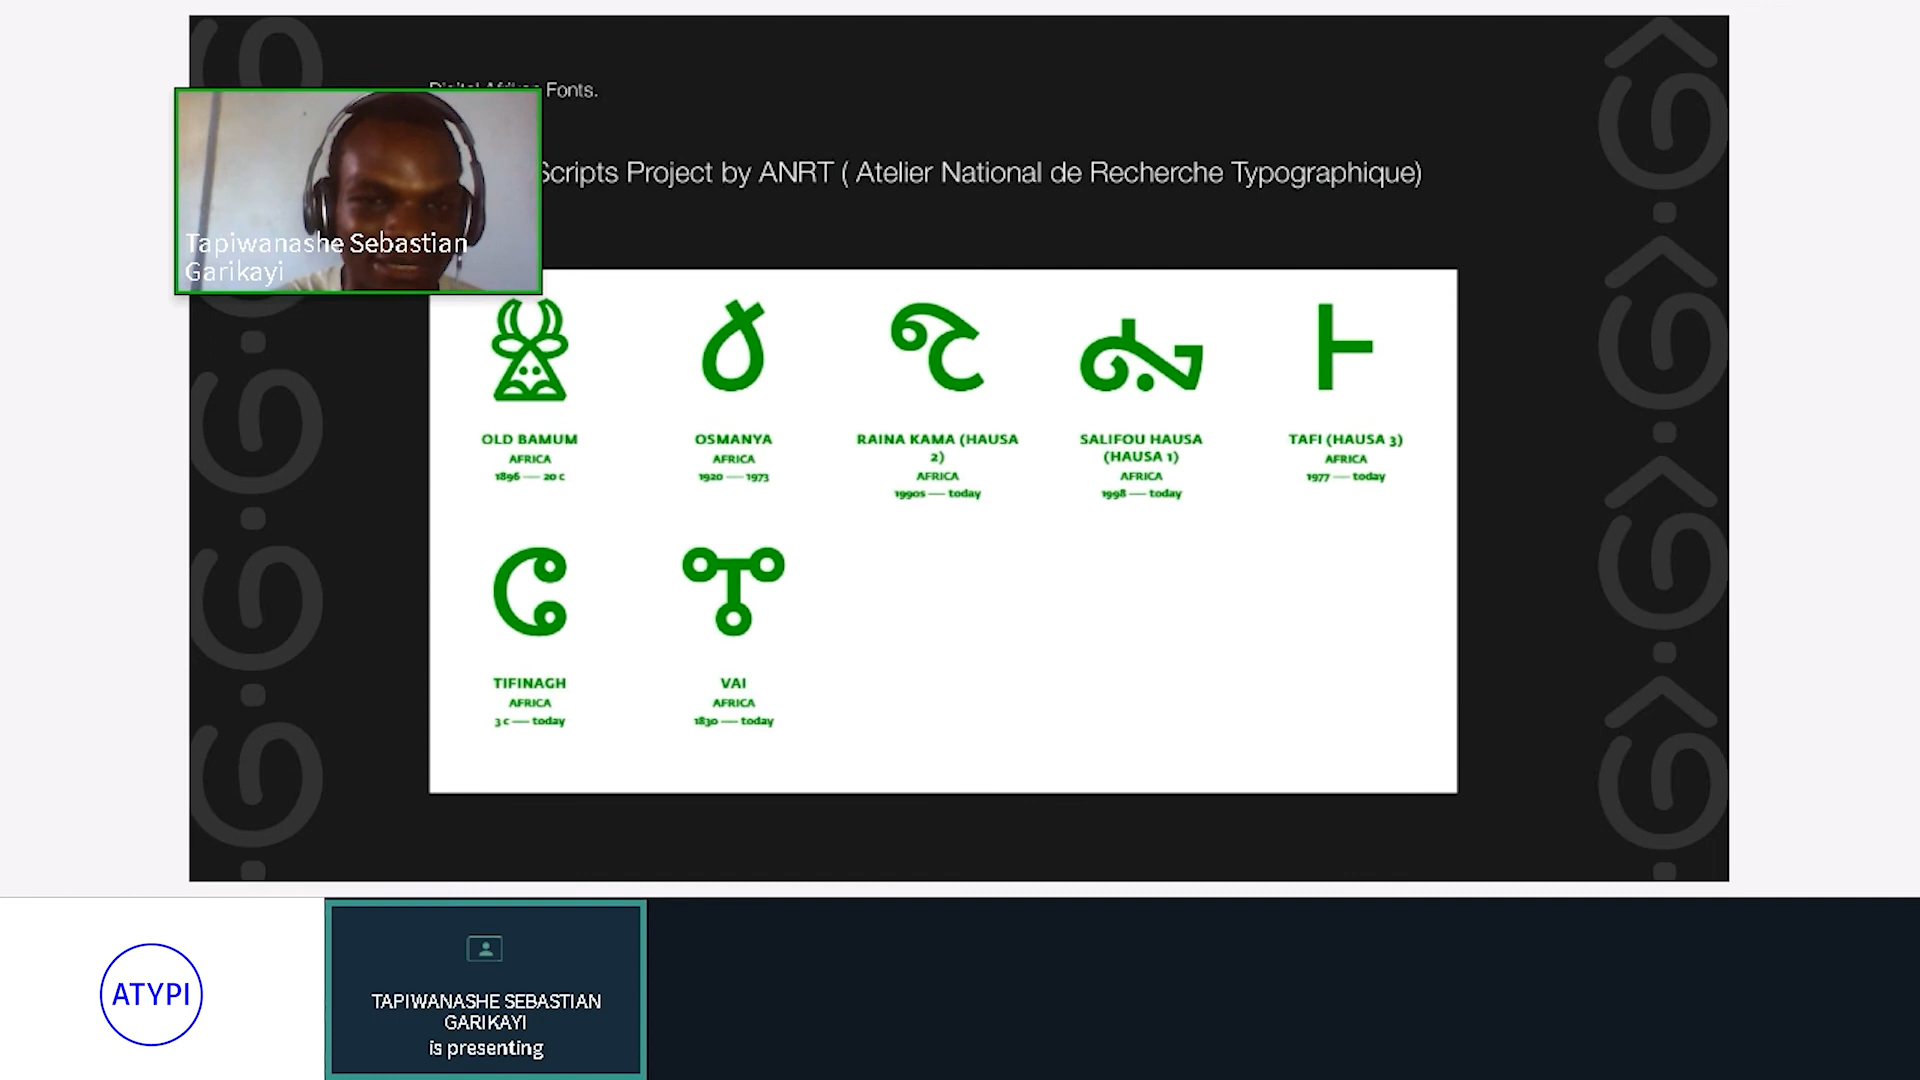 Fonts.
Scripts Project by ANRT ( Atelier National de Recherche Typographique)
Tapiwanashe Sebastian
Garikayi
OLD BAMUM
AFRICA
1896 — 20 c
OSMANYA
AFRICA
1920 — 1973
RAINA KAMA (HAUSA
2)
AFRICA
1990s — today
SALIFOU HAUSA
(HAUSA 1)
AFRICA
1998 — today
TAFI (HAUSA 3)
AFRICA
1977 — today
TIFINAGH
AFRICA
3 c — today
VAI
AFRICA
1830 — today
ATYPI
TAPIWANASHE SEBASTIAN
GARIKAYI
is presenting